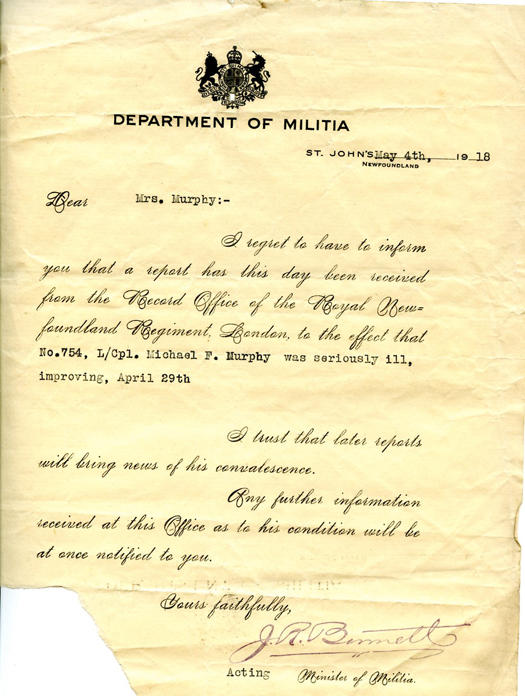 DEPARTMENT OF MILITIA
ST. JOHN'S May 4th, 1918
NEWFOUNDLAND
Dear Mrs. Murphy:-
I regret to have to inform
you that a report has this day been received
from the Record Office of the Royal New=
foundland Regiment, London, to the effect that
No.754, L/Cpl. Michael F. Murphy was seriously ill,
improving, April 29th
I trust that later reports
will bring news of his convalescence.
Any further information
received at this Office as to his condition will be
at once notified to you.
Yours faithfully,
J.R. Bennett
Acting Minister of Militia.